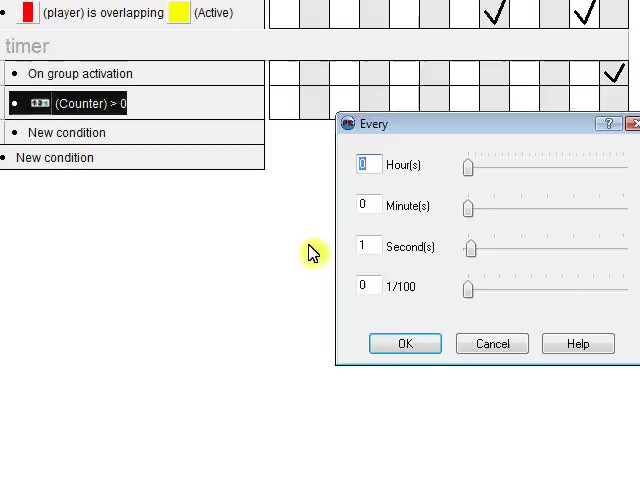 (player) is overlapping (Active)
timer
• On group activation
• (Counter) > 0
• New condition
• New condition
Every
0 Hour(s)
0 Minute(s)
1 Second(s)
0 1/100
OK Cancel Help